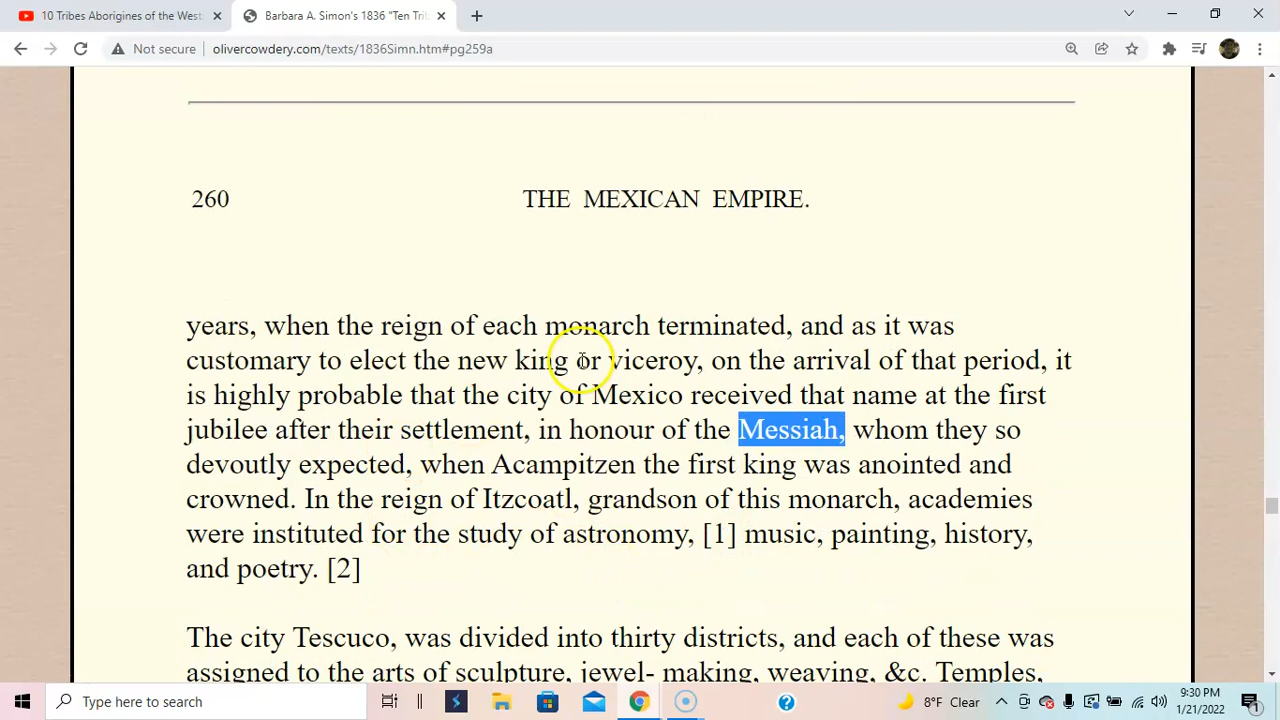 10 Tribes Aborigines of the West
Barbara A. Simon's 1836 "Ten Trib
Not secure
olivercowdery.com/texts/1836Simn.htm#pg259a
260 THE MEXICAN EMPIRE.
years, when the reign of each monarch terminated, and as it was
customary to elect the new king or viceroy, on the arrival of that period, it
is highly probable that the city of Mexico received that name at the first
jubilee after their settlement, in honour of the Messiah, whom they so
devoutly expected, when Acampitzen the first king was anointed and
crowned. In the reign of Itzcoatl, grandson of this monarch, academies
were instituted for the study of astronomy, [1] music, painting, history,
and poetry. [2]
The city Tescuco, was divided into thirty districts, and each of these was
assigned to the arts of sculpture, jewel- making, weaving, &c. Temples,
Type here to search
8°F Clear
9:30 PM
1/21/2022